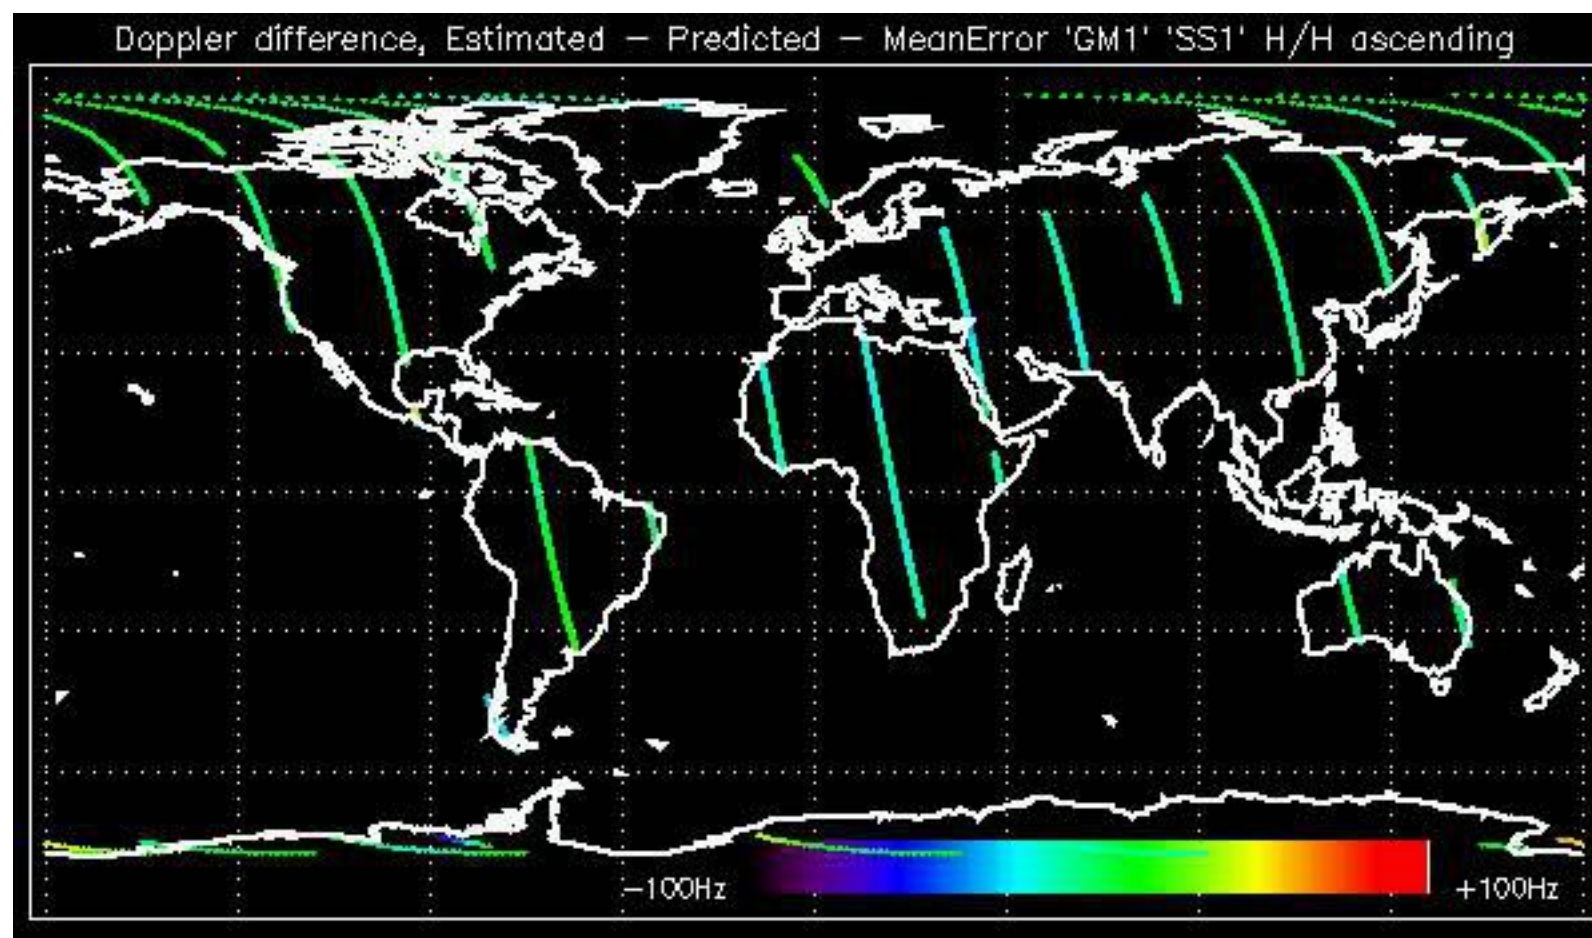 Doppler difference, Estimated – Predicted – MeanError 'GM1' 'SS1' H/H ascending
-100Hz
+100Hz